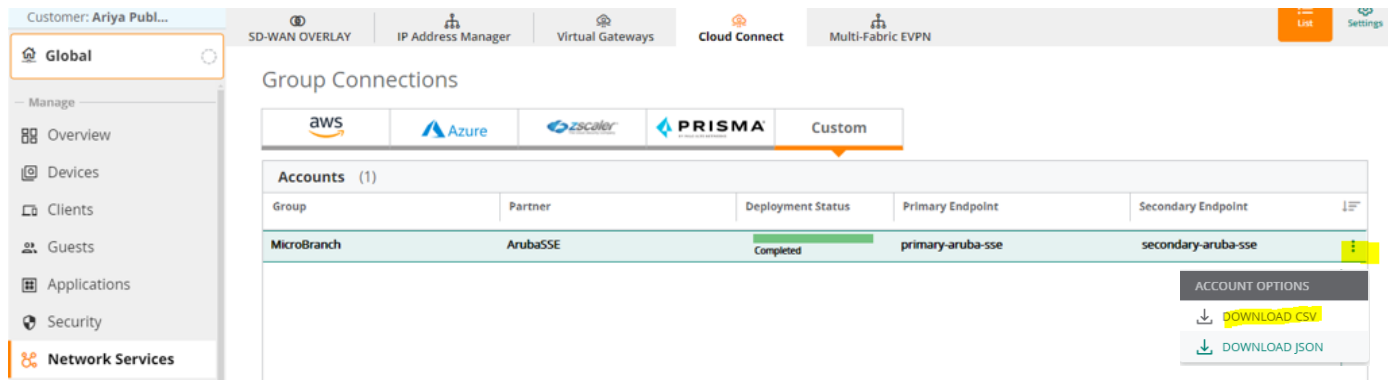 Customer: Ariya Publ...
Global
Manage
Overview
Devices
Clients
Guests
Applications
Security
Network Services
SD-WAN OVERLAY
IP Address Manager
Virtual Gateways
Cloud Connect
Multi-Fabric EVPN
List
Settings
Group Connections
aws
Azure
zscaler
PRISMA
Custom
Accounts (1)
Group Partner Deployment Status Primary Endpoint Secondary Endpoint
MicroBranch ArubaSSE Completed primary-aruba-sse secondary-aruba-sse
ACCOUNT OPTIONS
DOWNLOAD CSV
DOWNLOAD JSON